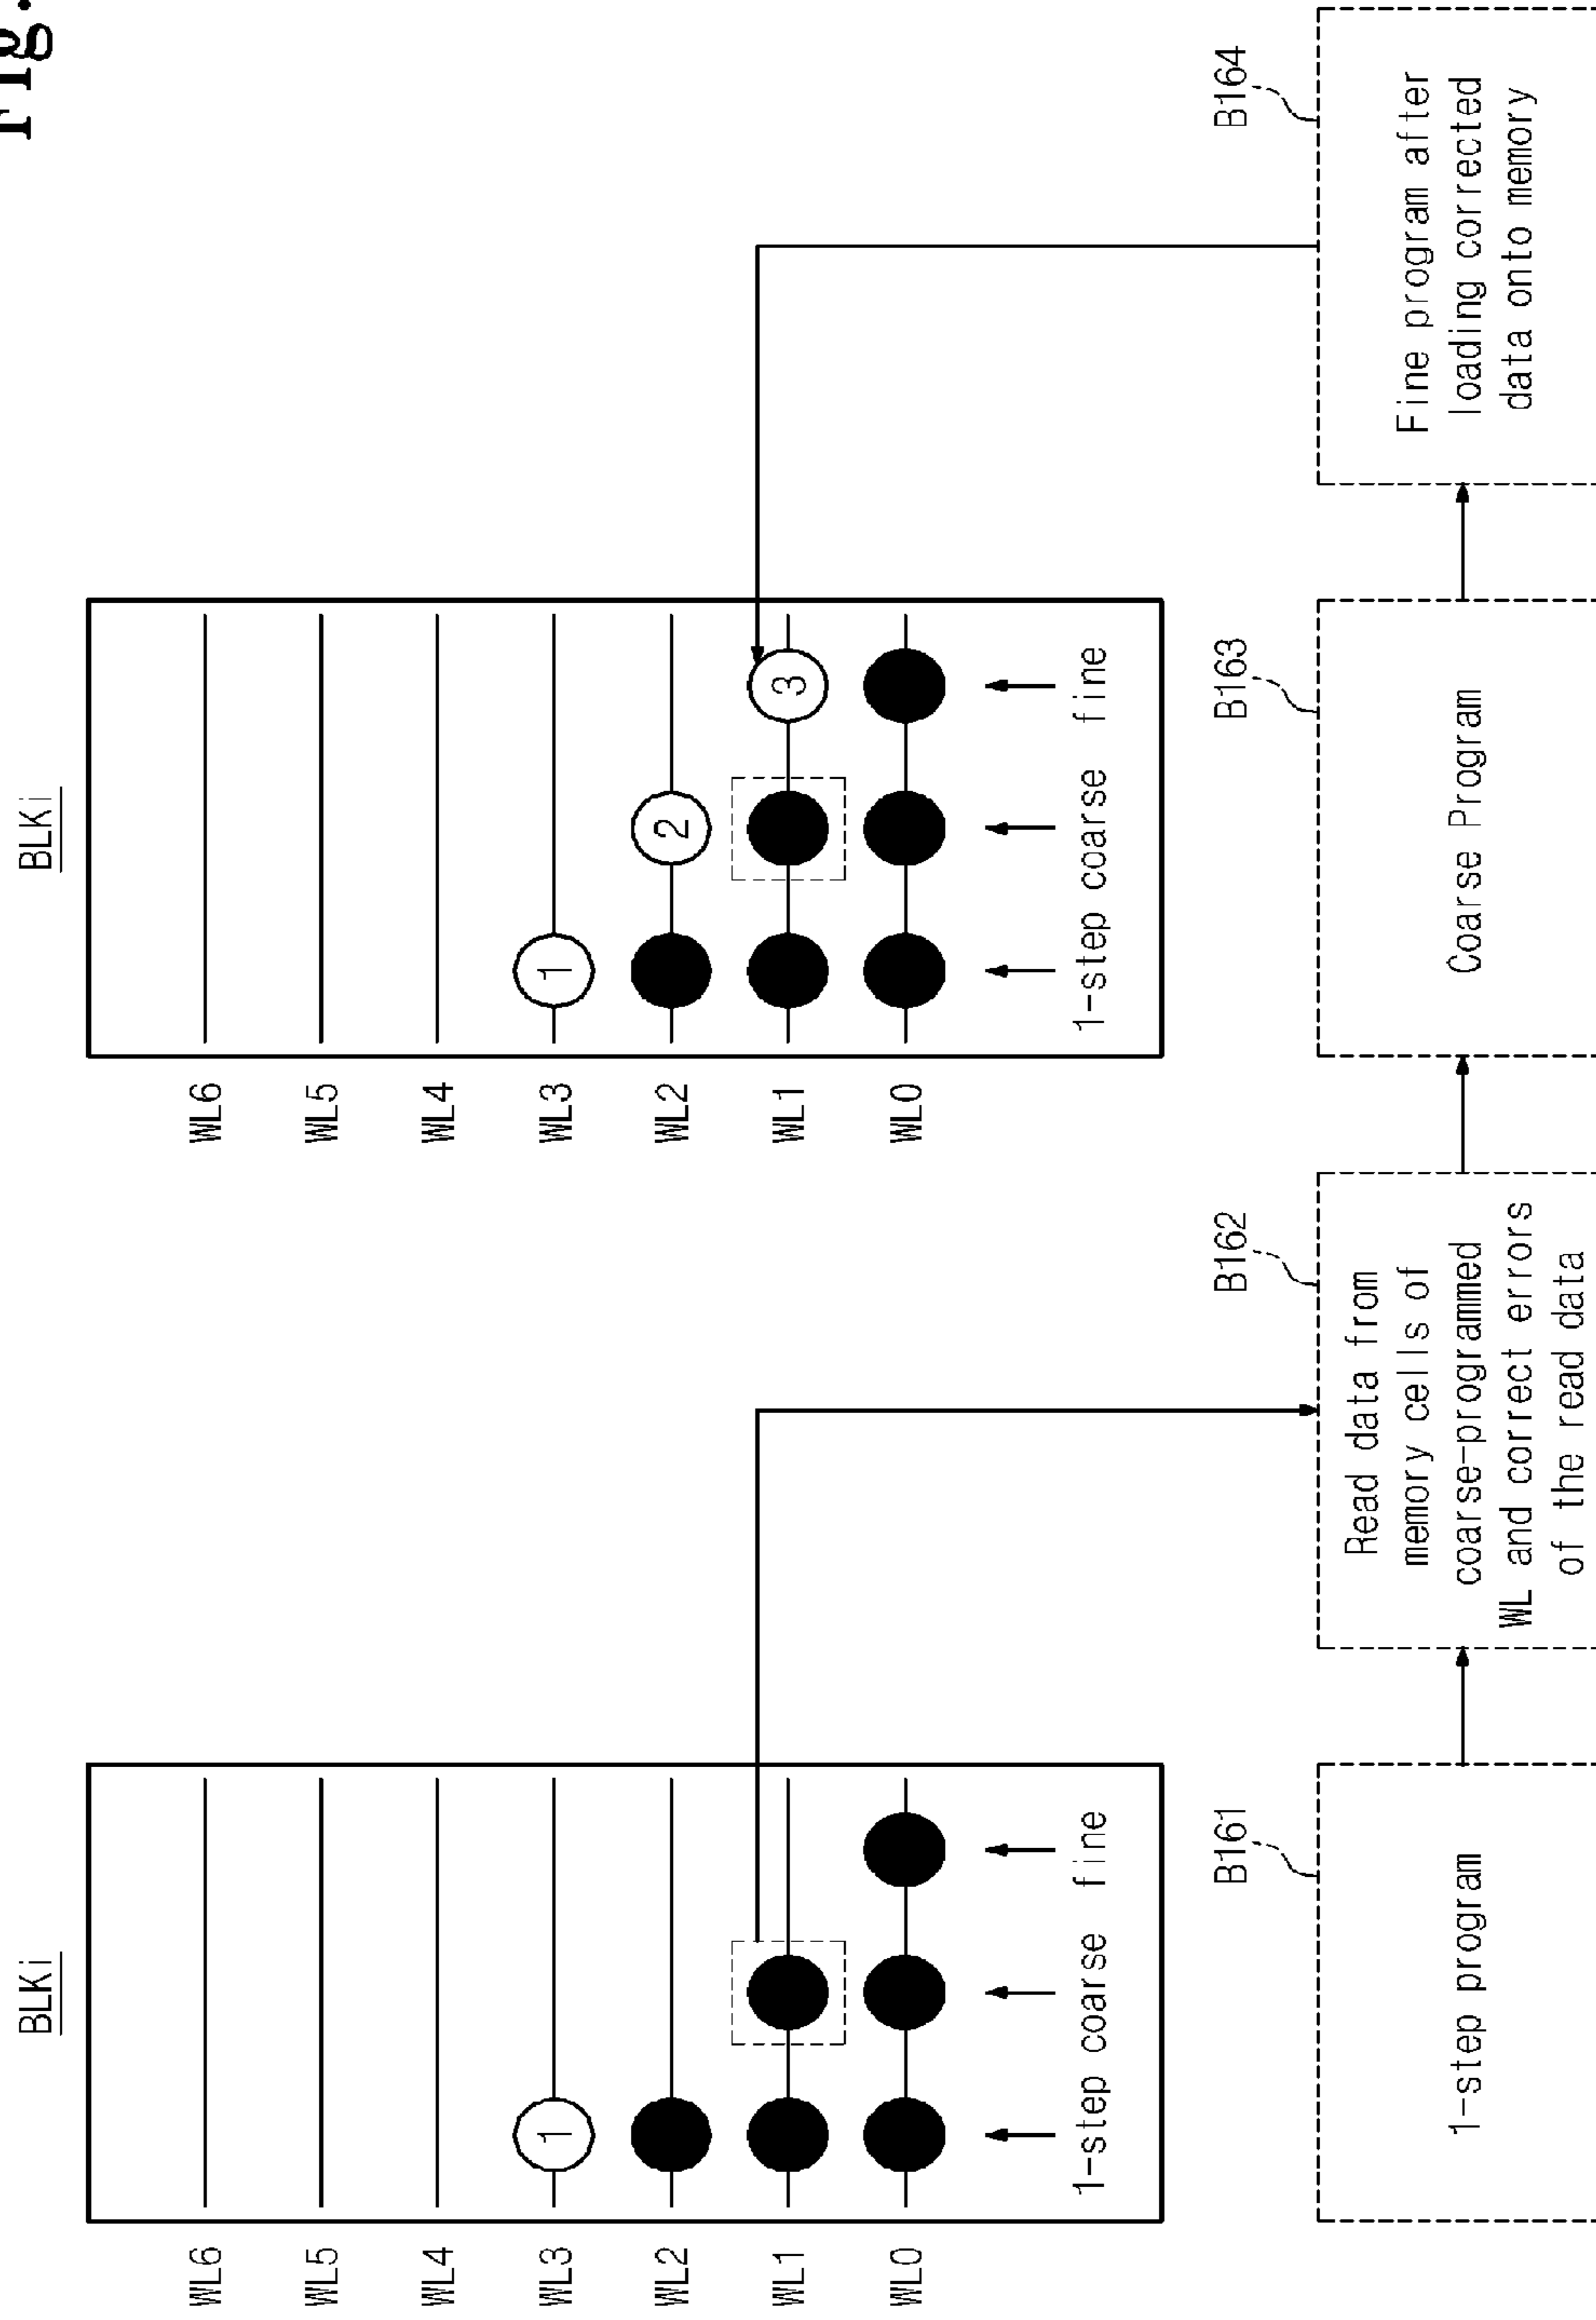 Fig.
BLKi
WL6
WL5
WL4
WL3
1
WL2
WL1
WL0
1-step coarse fine
BLKi
WL6
WL5
WL4
WL3
1
WL2
2
WL1
3
WL0
1-step coarse fine
B161
1-step program
B162
Read data from
memory cells of
coarse-programmed
WL and correct errors
of the read data
B163
Coarse Program
B164
Fine program after
loading corrected
data onto memory